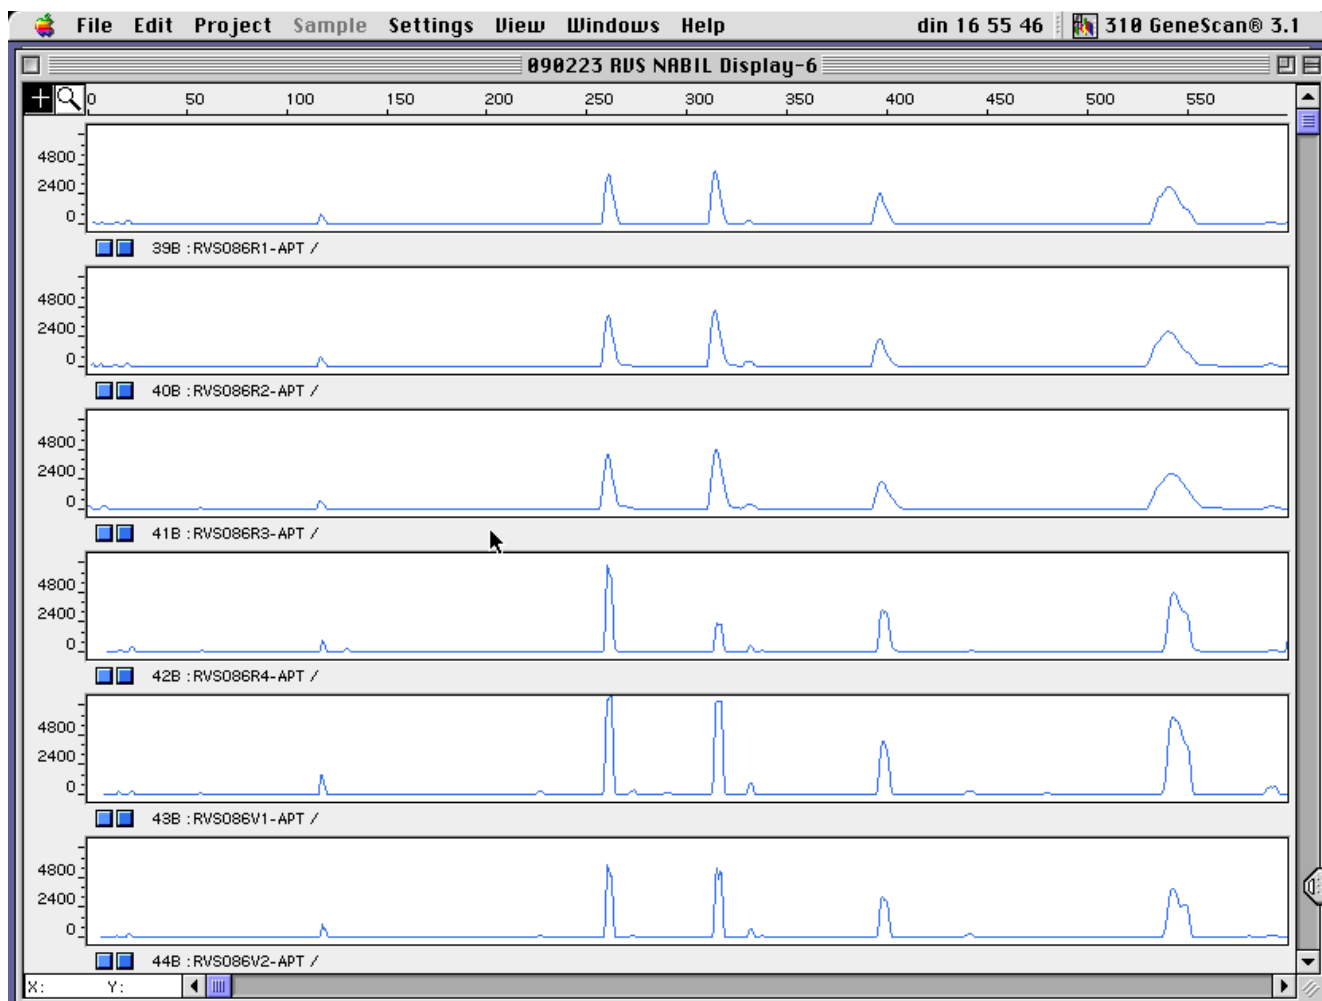 File Edit Project Sample Settings View Windows Help din 16 55 46 310 GeneScan® 3.1
090223 RVS NABIL Display-6
0 50 100 150 200 250 300 350 400 450 500 550
4800
2400
0
39B : RVS086R1-APT /
4800
2400
0
40B : RVS086R2-APT /
4800
2400
0
41B : RVS086R3-APT /
4800
2400
0
42B : RVS086R4-APT /
4800
2400
0
43B : RVS086V1-APT /
4800
2400
0
44B : RVS086V2-APT /
X: Y: